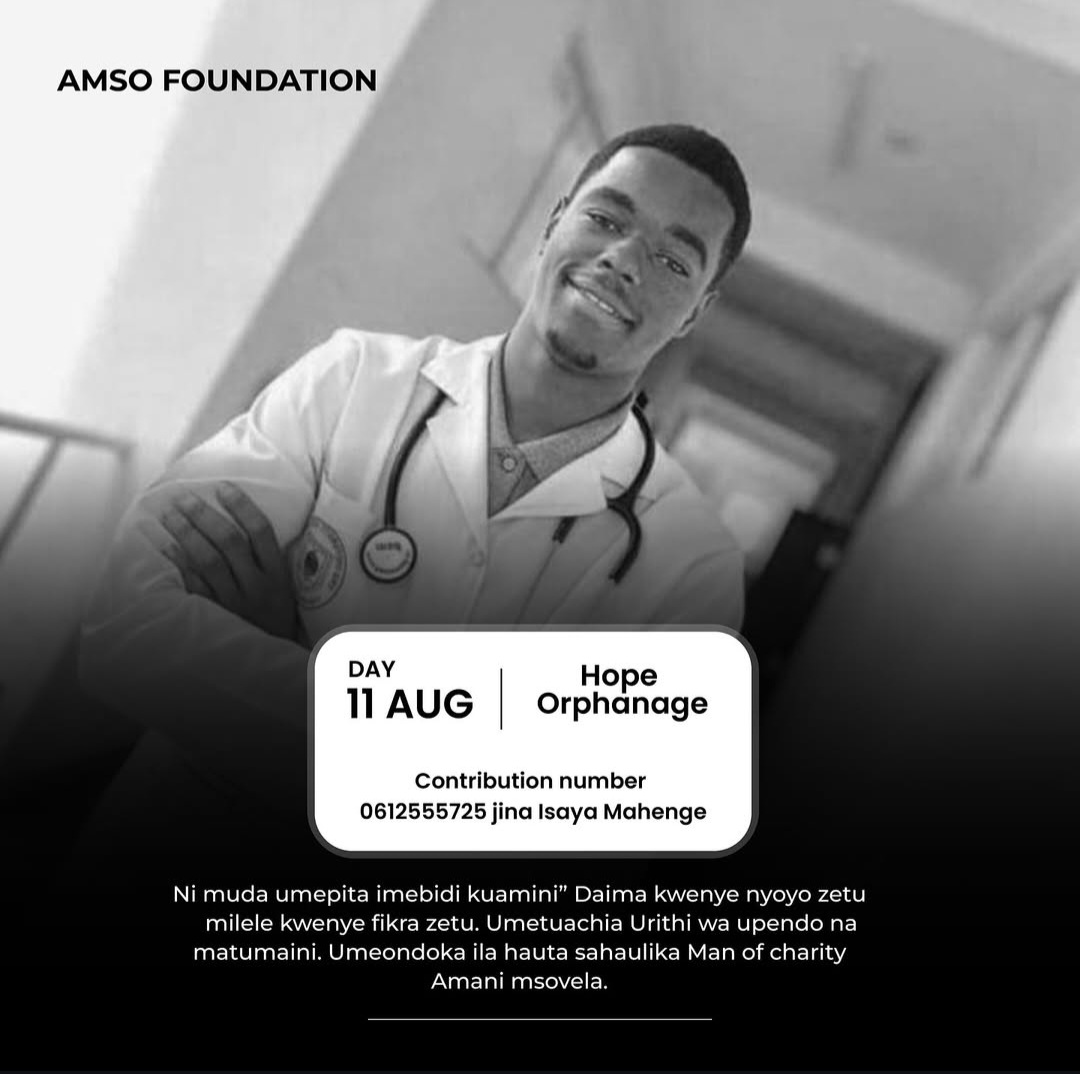 AMSO FOUNDATION
DAY
11 AUG
Hope
Orphanage
Contribution number
0612555725 jina Isaya Mahenge
Ni muda umepita imebidi kuamini” Daima kwenye nyoyo zetu
milele kwenye fikra zetu. Umetuachia Urithi wa upendo na
matumaini. Umeondoka ila hauta sahaulika Man of charity
Amani msovela.